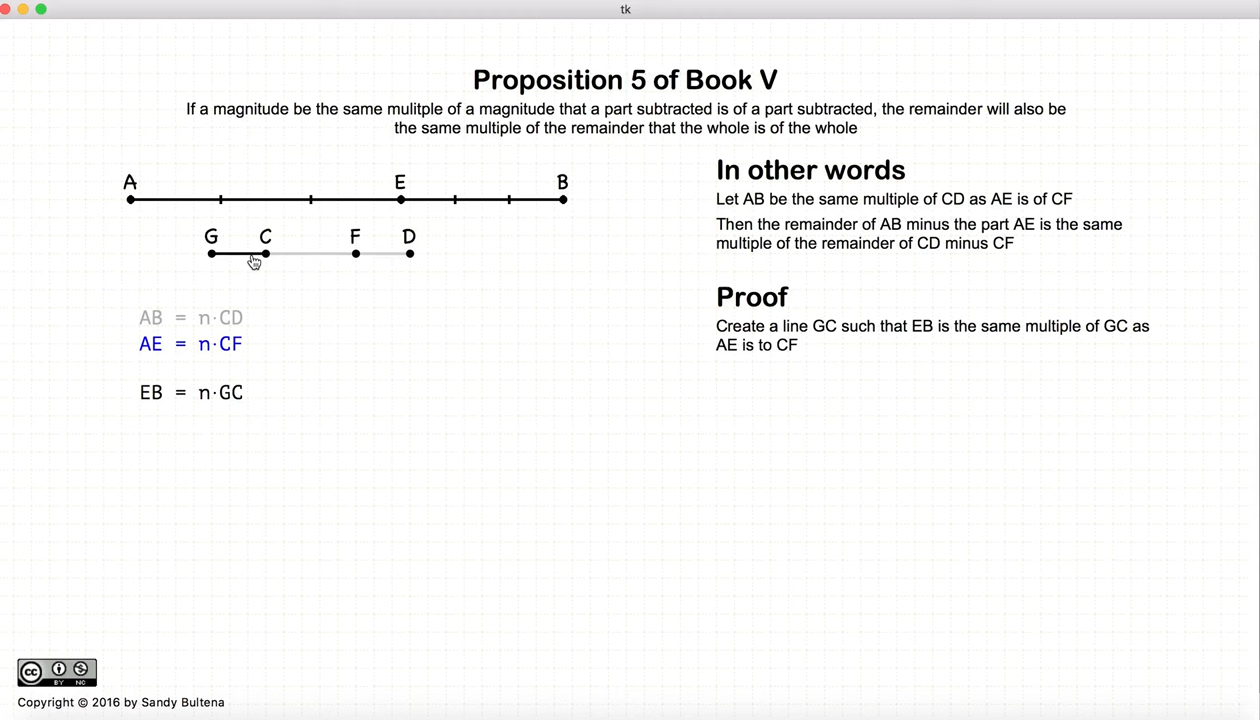 tk
Proposition 5 of Book V
If a magnitude be the same mulitple of a magnitude that a part subtracted is of a part subtracted, the remainder will also be
the same multiple of the remainder that the whole is of the whole
A E B
G C F D
AB = n·CD
AE = n·CF
EB = n·GC
In other words
Let AB be the same multiple of CD as AE is of CF
Then the remainder of AB minus the part AE is the same
multiple of the remainder of CD minus CF
Proof
Create a line GC such that EB is the same multiple of GC as
AE is to CF
cc
BY NC
Copyright © 2016 by Sandy Bultena